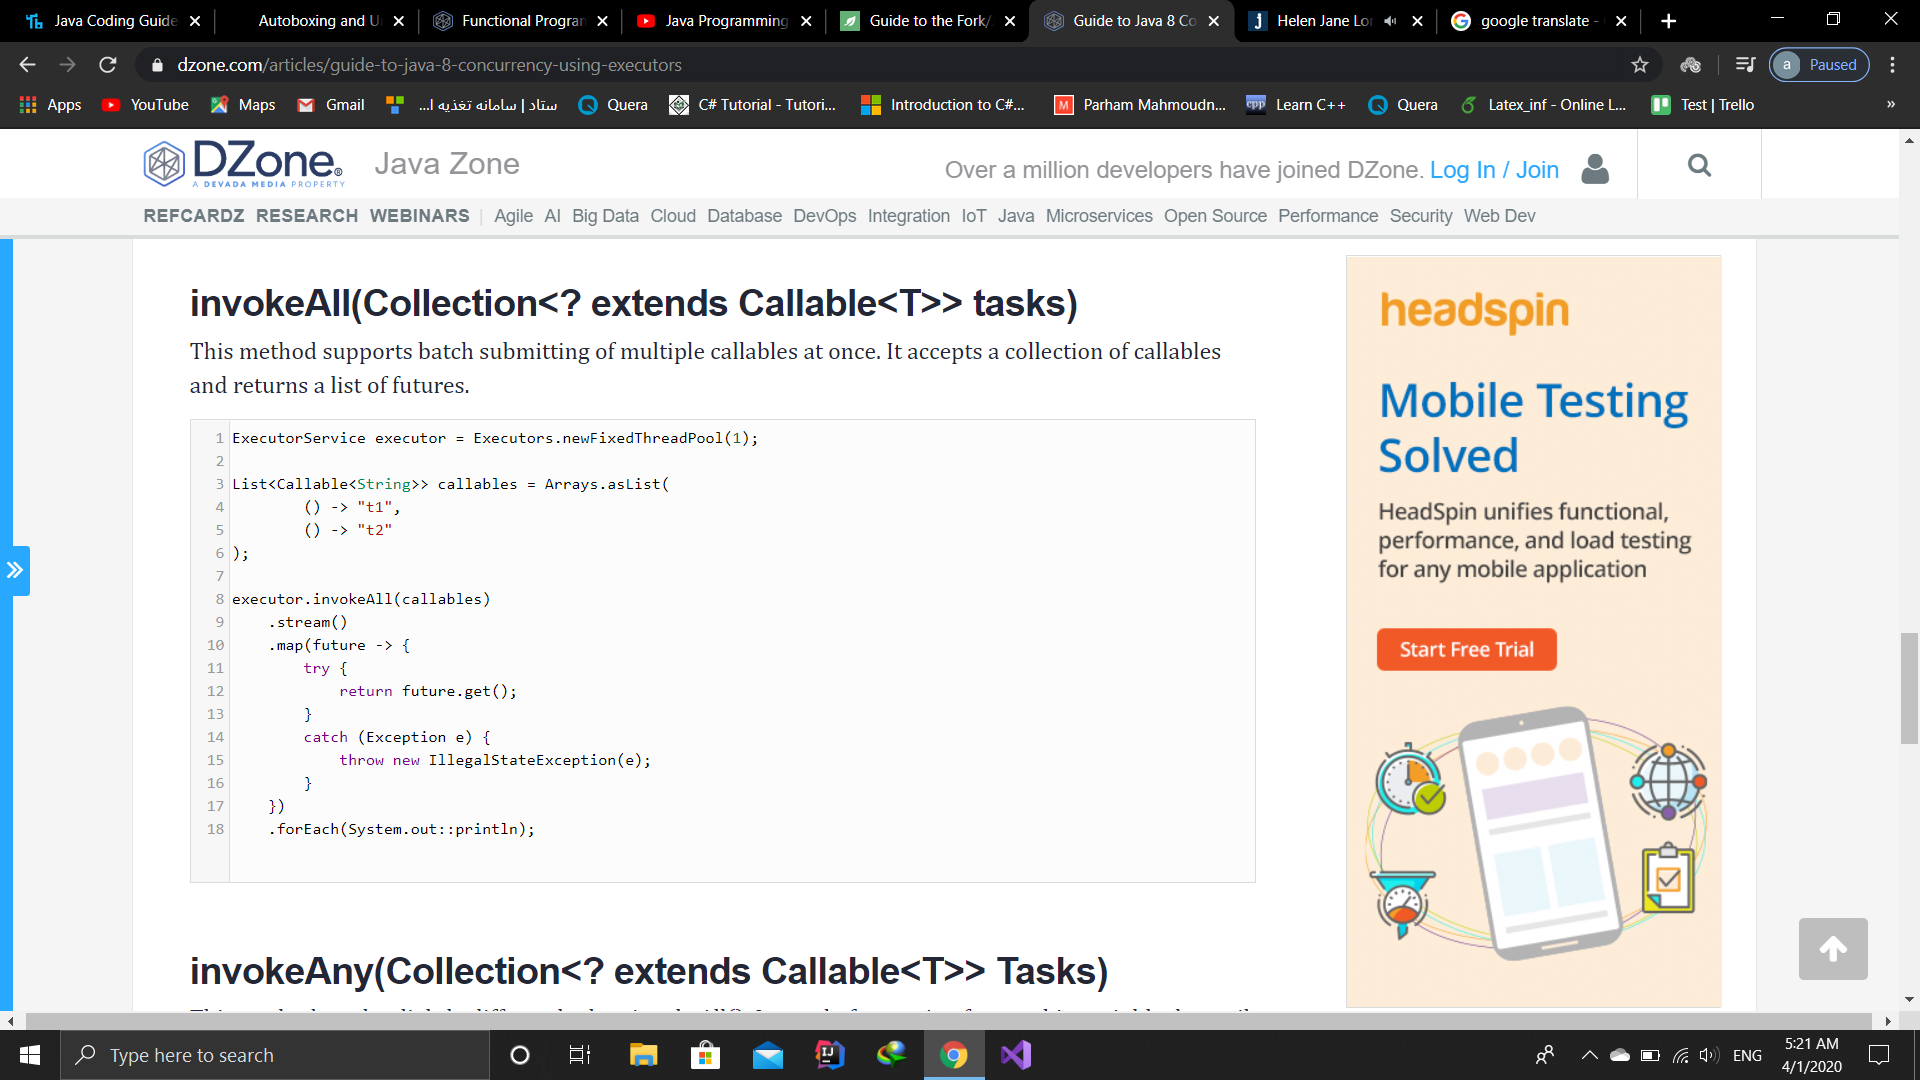 Java Coding Guide
Autoboxing and U
Functional Progran
Java Programming
Guide to the Fork/
Guide to Java 8 Co
Helen Jane Lor
google translate -
dzone.com/articles/guide-to-java-8-concurrency-using-executors
a Paused
Apps
YouTube
Maps
Gmail
ستاد | سامانه تغذیه ا...
Quera
C# Tutorial - Tutori...
Introduction to C#...
Parham Mahmoudn...
Learn C++
Quera
Latex_inf - Online L...
Test | Trello
DZone.
A DEVADA MEDIA PROPERTY
Java Zone
Over a million developers have joined DZone. Log In / Join
REFCARDZ RESEARCH WEBINARS | Agile AI Big Data Cloud Database DevOps Integration IoT Java Microservices Open Source Performance Security Web Dev
invokeAll(Collection<? extends Callable<T>> tasks)
This method supports batch submitting of multiple callables at once. It accepts a collection of callables
and returns a list of futures.
1 ExecutorService executor = Executors.newFixedThreadPool(1);
2
3 List<Callable<String>> callables = Arrays.asList(
4 () -> "t1",
5 () -> "t2"
6 );
7
8 executor.invokeAll(callables)
9 .stream()
10 .map(future -> {
11 try {
12 return future.get();
13 }
14 catch (Exception e) {
15 throw new IllegalStateException(e);
16 }
17 })
18 .forEach(System.out::println);
invokeAny(Collection<? extends Callable<T>> Tasks)
headspin
Mobile Testing
Solved
HeadSpin unifies functional,
performance, and load testing
for any mobile application
Start Free Trial
Type here to search
ENG
5:21 AM
4/1/2020